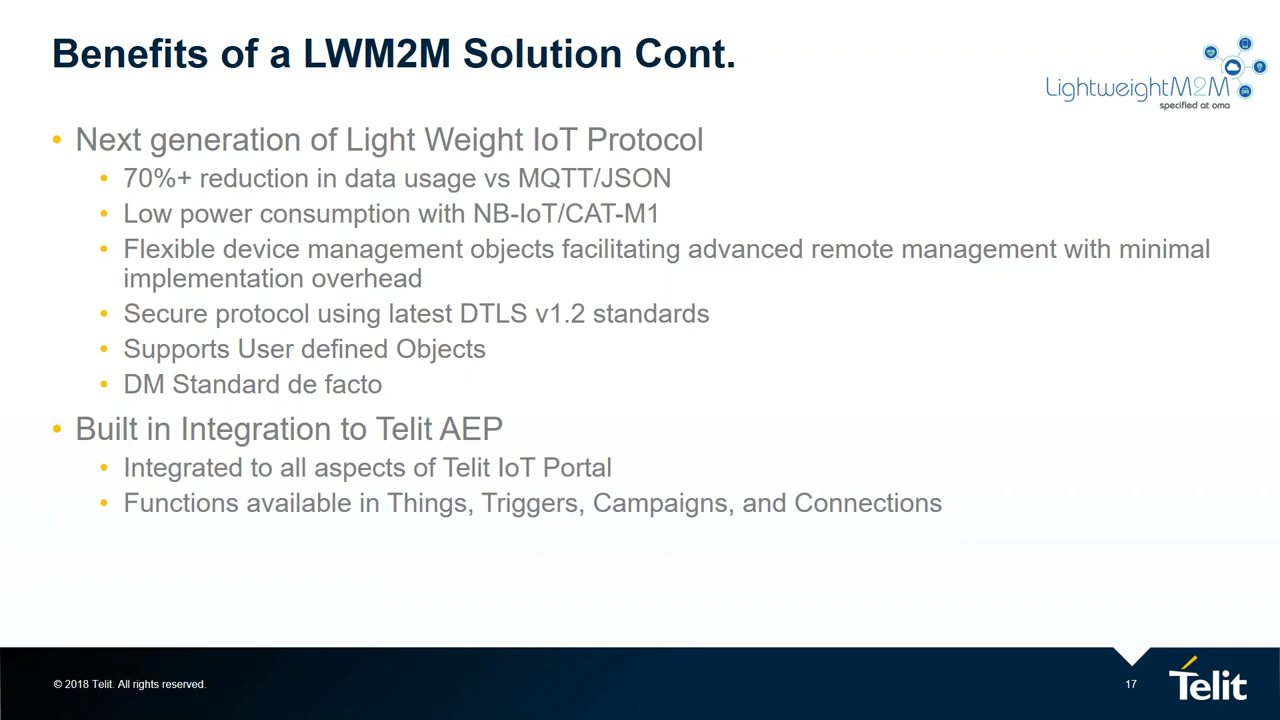 Benefits of a LWM2M Solution Cont.
LightweightM2M
specified at oma
• Next generation of Light Weight IoT Protocol
• 70%+ reduction in data usage vs MQTT/JSON
• Low power consumption with NB-IoT/CAT-M1
• Flexible device management objects facilitating advanced remote management with minimal
implementation overhead
• Secure protocol using latest DTLS v1.2 standards
• Supports User defined Objects
• DM Standard de facto
• Built in Integration to Telit AEP
• Integrated to all aspects of Telit IoT Portal
• Functions available in Things, Triggers, Campaigns, and Connections
© 2018 Telit. All rights reserved.
17
Telit